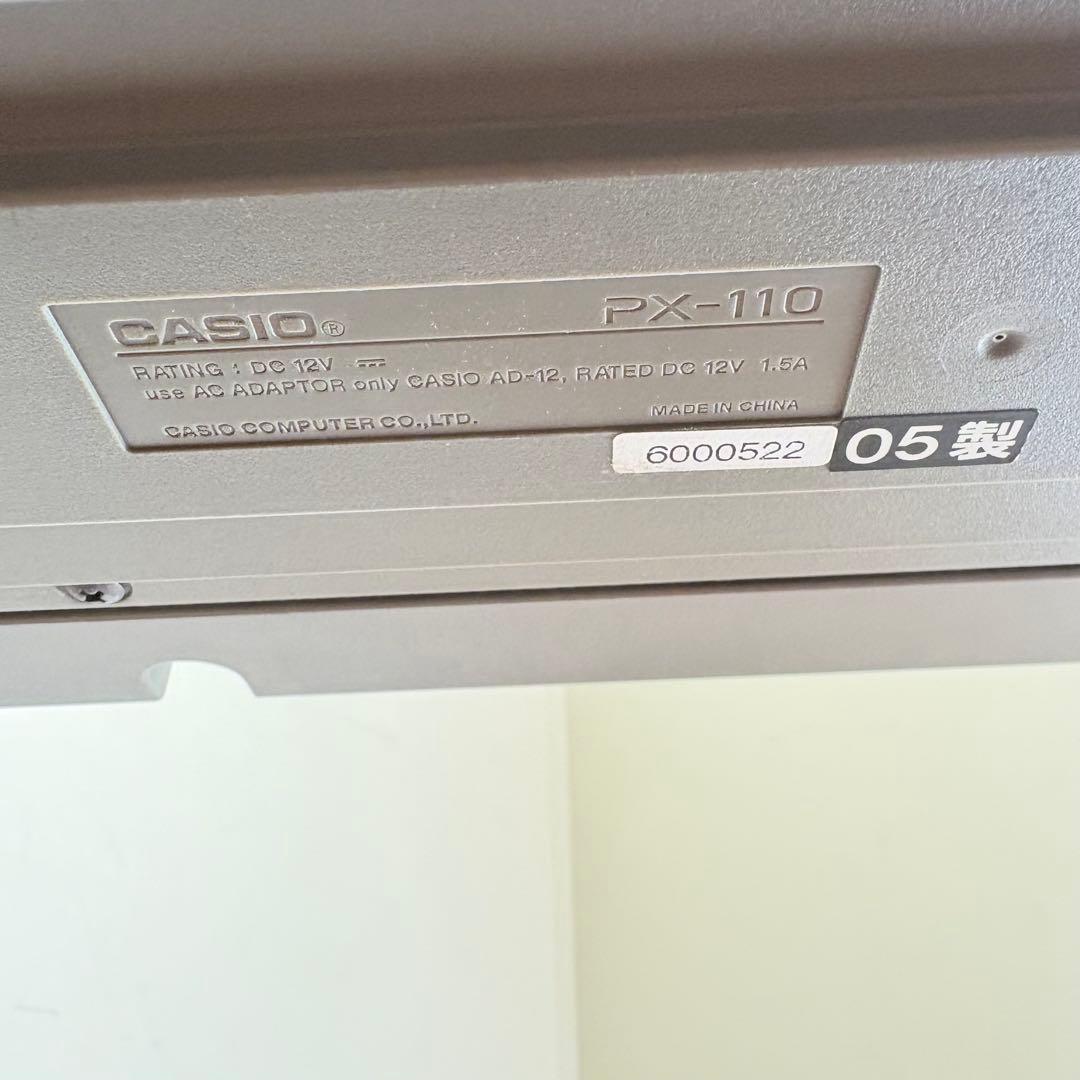 CASIO® PX-110
RATING : DC 12V ⎓
use AC ADAPTOR only CASIO AD-12, RATED DC 12V 1.5A
CASIO COMPUTER CO.,LTD. MADE IN CHINA
6000522 05製